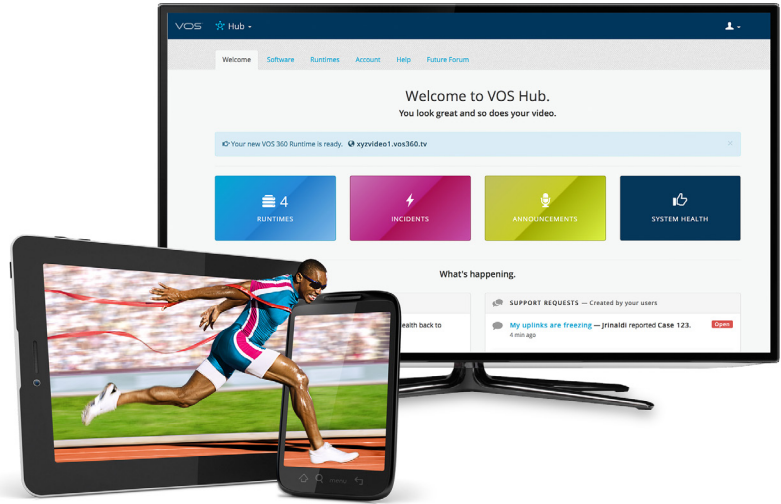 VOS Hub
Welcome Software Runtimes Account Help Future Forum
Welcome to VOS Hub.
You look great and so does your video.
Your new VOS 360 Runtime is ready. xyzvideo1.vos360.tv
4
RUNTIMES
INCIDENTS
ANNOUNCEMENTS
SYSTEM HEALTH
What's happening.
SUPPORT REQUESTS — Created by your users
ealth back to
My uplinks are freezing — Jrinaldi reported Case 123. Open
4 min ago
menu